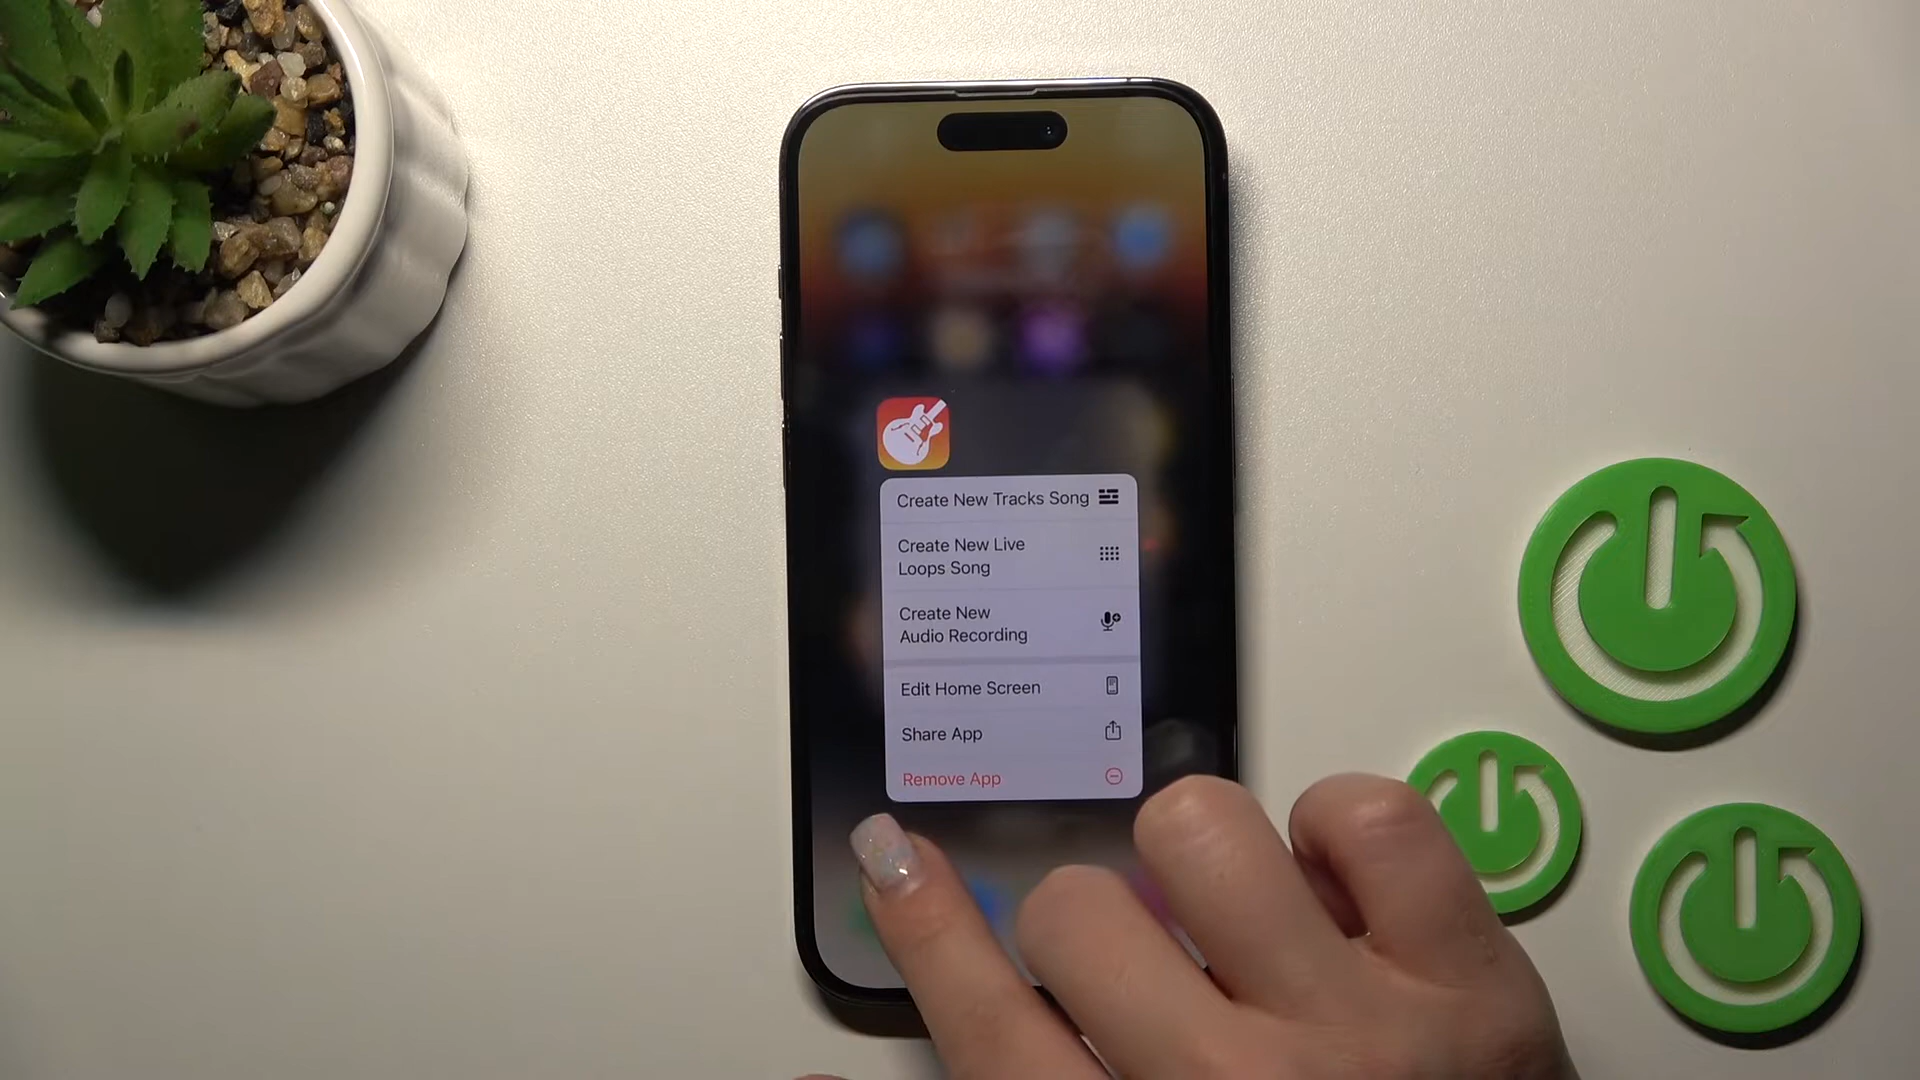 Create New Tracks Song
Create New Live
Loops Song
Create New
Audio Recording
Edit Home Screen
Share App
Remove App